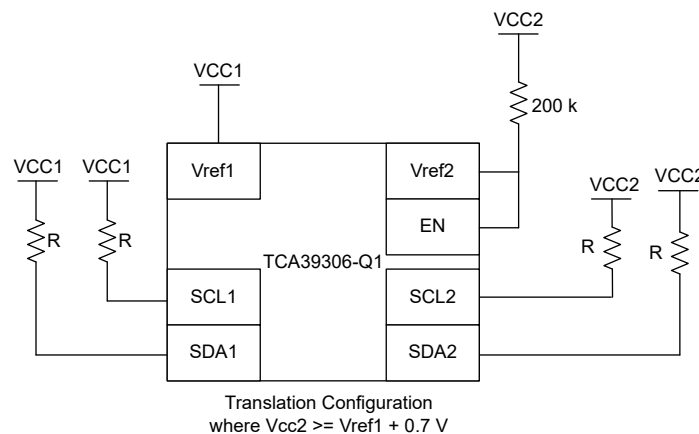 VCC2
VCC1
200 k
VCC1 VCC1
Vref1 Vref2
VCC2 VCC2
EN
R R
R R
TCA39306-Q1
SCL1 SCL2
SDA1 SDA2
Translation Configuration
where Vcc2 >= Vref1 + 0.7 V